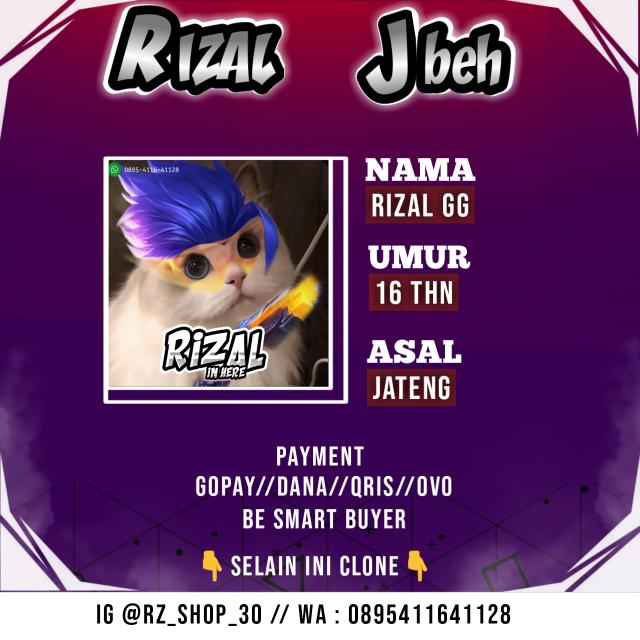 RIZAL Jbeh
0895-4116-41128
RIZAL
IN HERE
NAMA
RIZAL GG
UMUR
16 THN
ASAL
JATENG
PAYMENT
GOPAY//DANA//QRIS//OVO
BE SMART BUYER
👇 SELAIN INI CLONE 👇
IG @RZ_SHOP_30 // WA : 0895411641128